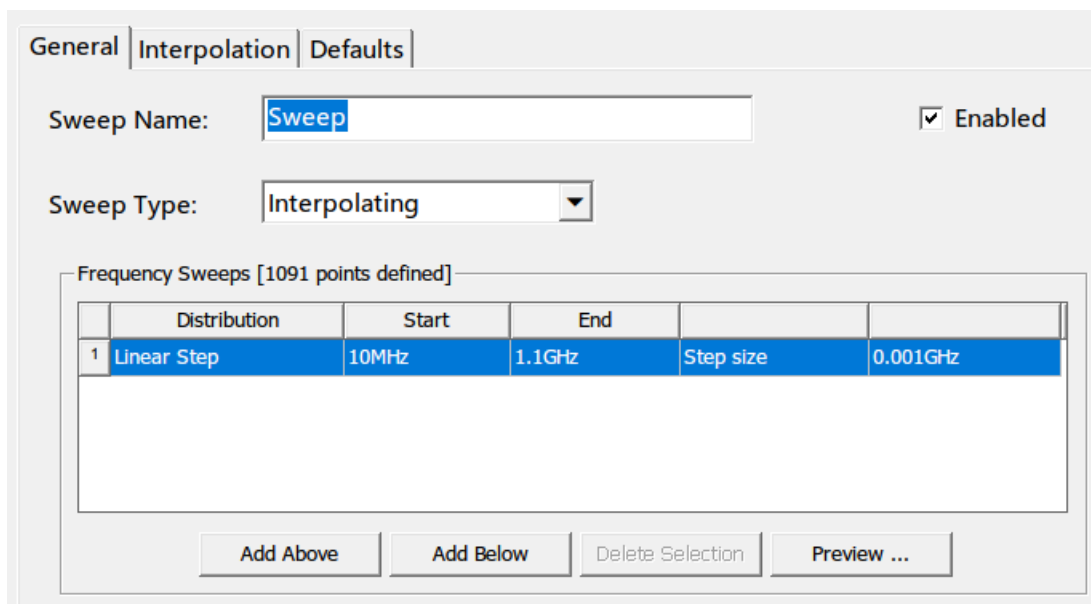 General Interpolation Defaults
Sweep Name: Sweep Enabled
Sweep Type: Interpolating
Frequency Sweeps [1091 points defined]
Distribution Start End
1 Linear Step 10MHz 1.1GHz Step size 0.001GHz
Add Above Add Below Delete Selection Preview ...